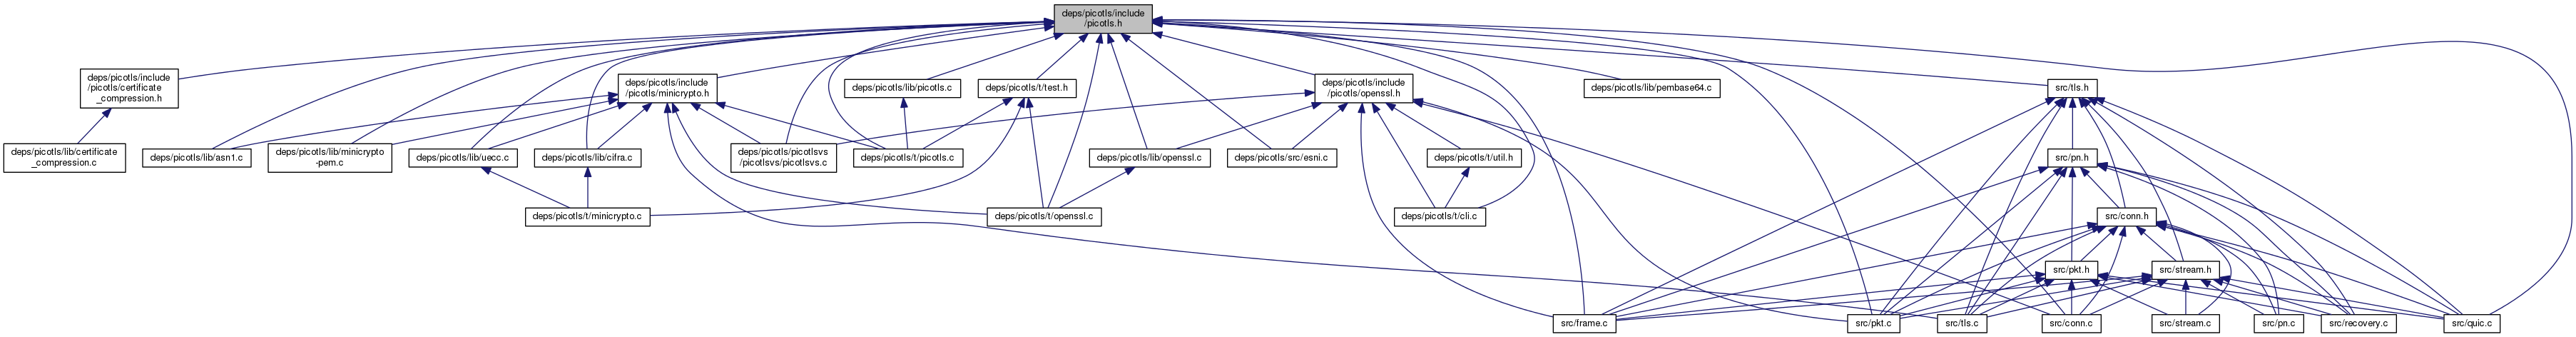 deps/picotls/include
/picotls.h
deps/picotls/include
/picotls/certificate
_compression.h
deps/picotls/include
/picotls/minicrypto.h
deps/picotls/lib/picotls.c
deps/picotls/t/test.h
deps/picotls/include
/picotls/openssl.h
deps/picotls/lib/pembase64.c
src/tls.h
deps/picotls/lib/certificate
_compression.c
deps/picotls/lib/asn1.c
deps/picotls/lib/minicrypto
-pem.c
deps/picotls/lib/uecc.c
deps/picotls/lib/cifra.c
deps/picotls/picotlsvs
/picotlsvs/picotlsvs.c
deps/picotls/t/picotls.c
deps/picotls/lib/openssl.c
deps/picotls/src/esni.c
deps/picotls/t/util.h
src/pn.h
deps/picotls/t/minicrypto.c
deps/picotls/t/openssl.c
deps/picotls/t/cli.c
src/conn.h
src/pkt.h
src/stream.h
src/frame.c
src/pkt.c
src/tls.c
src/conn.c
src/stream.c
src/pn.c
src/recovery.c
src/quic.c